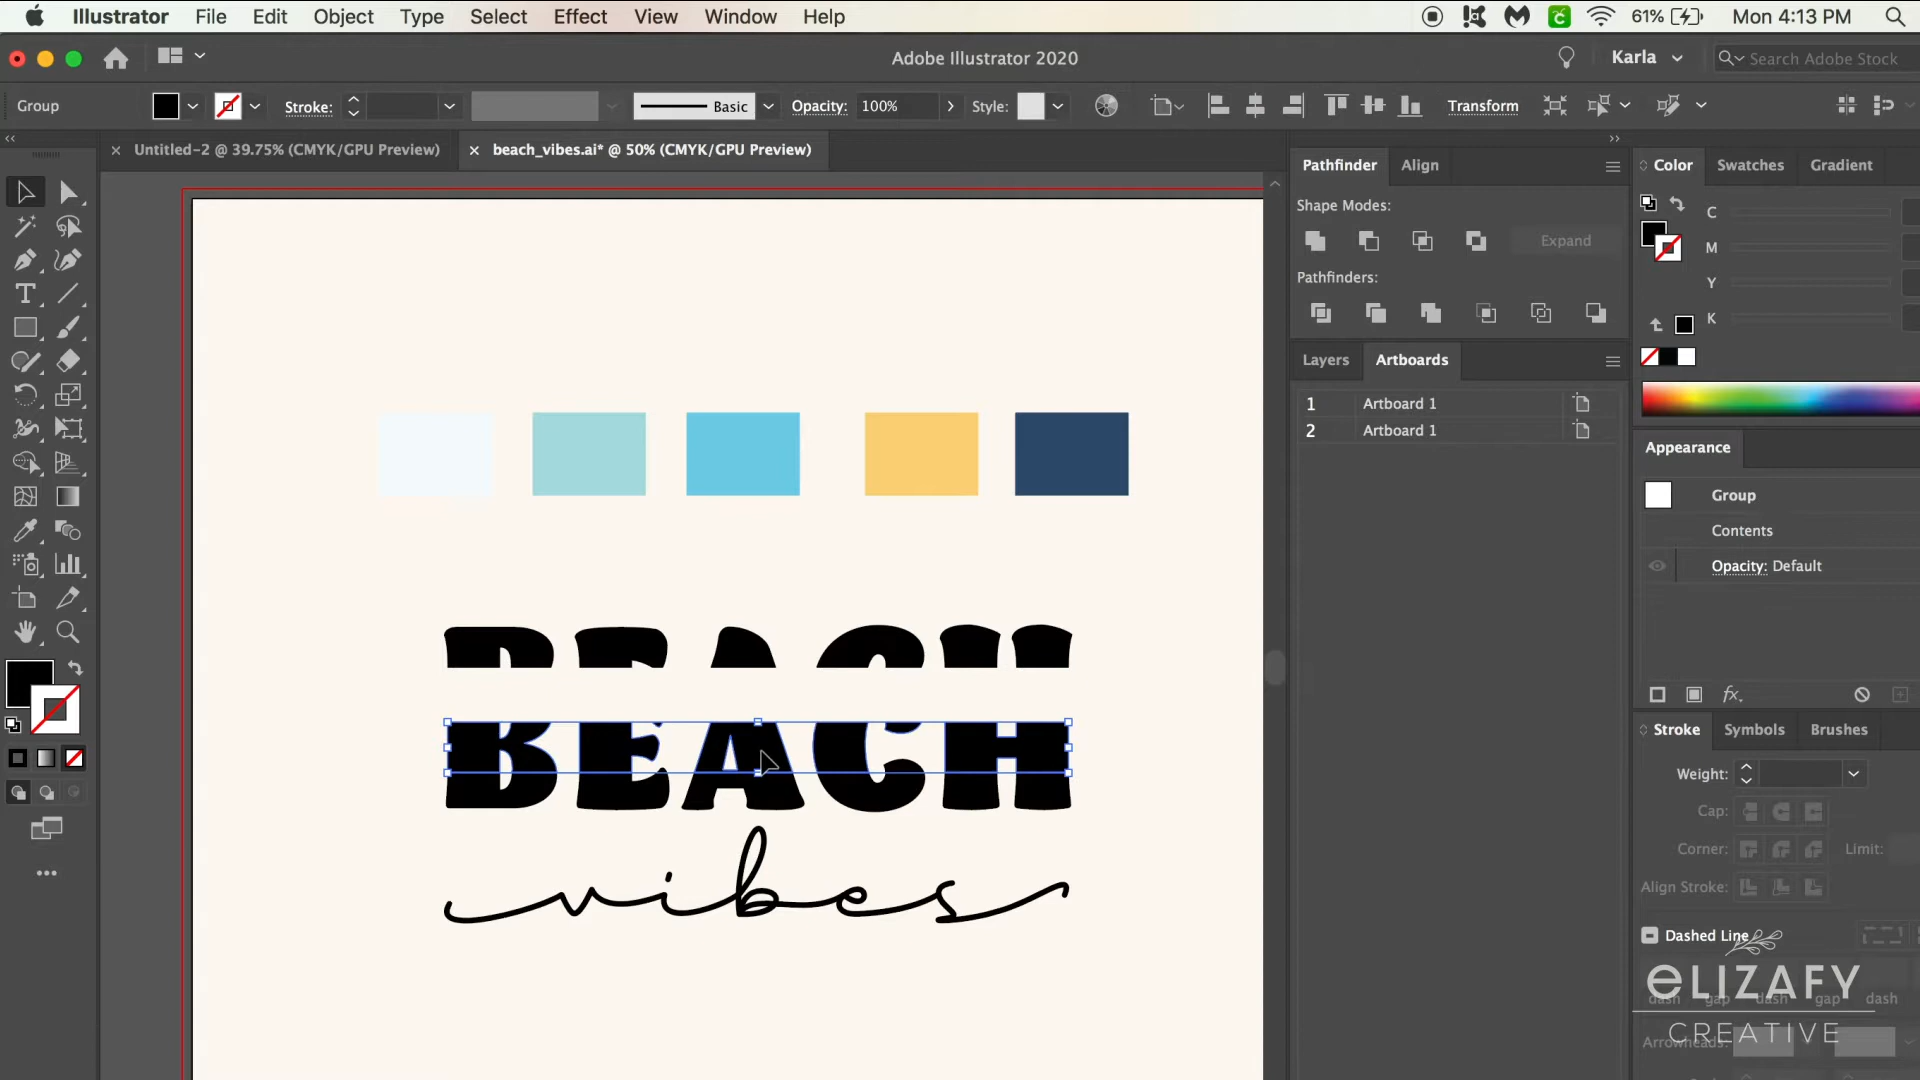 Illustrator File Edit Object Type Select Effect View Window Help 61% Mon 4:13 PM
Adobe Illustrator 2020 Karla Search Adobe Stock
Group Stroke: Basic Opacity: 100% Style: Transform
Untitled-2 @ 39.75% (CMYK/GPU Preview) beach_vibes.ai* @ 50% (CMYK/GPU Preview)
Pathfinder Align
Shape Modes:
Expand
Pathfinders:
Layers Artboards
1 Artboard 1
2 Artboard 1
Color Swatches Gradient
C
M
Y
K
Appearance
Group
Contents
Opacity: Default
fx.
Stroke Symbols Brushes
Weight:
Cap:
Corner: Limit:
Align Stroke:
Dashed Line
dash gap dash gap dash
Arrowheads:
BEACH
BEACH
vibes
eLIZAFY
CREATIVE